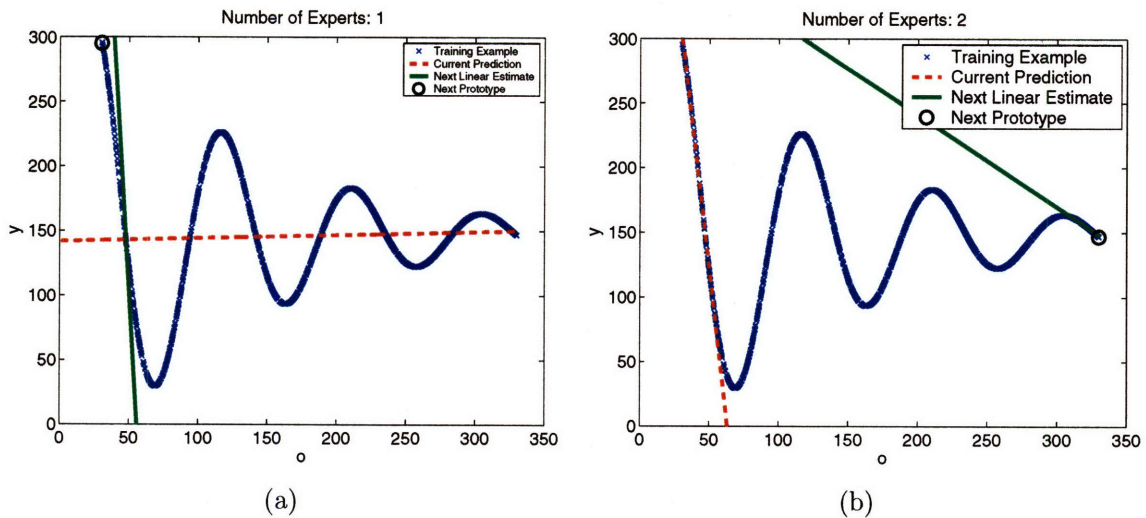 Number of Experts: 1
300
250
200
150
100
50
0
y
0 50 100 150 200 250 300 350
o
Training Example
Current Prediction
Next Linear Estimate
Next Prototype
(a)
Number of Experts: 2
300
250
200
150
100
50
0
y
0 50 100 150 200 250 300 350
o
Training Example
Current Prediction
Next Linear Estimate
Next Prototype
(b)